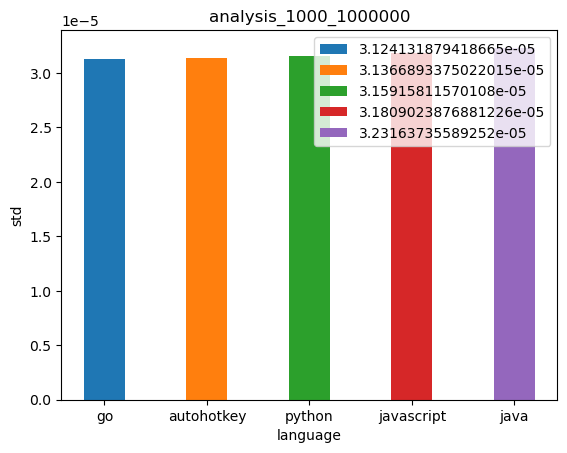 analysis_1000_1000000
1e−5
3.124131879418665e-05
3.1366893375022015e-05
3.15915811570108e-05
3.1809023876881226e-05
3.23163735589252e-05
3.0
2.5
2.0
1.5
1.0
0.5
0.0
std
go autohotkey python javascript java
language